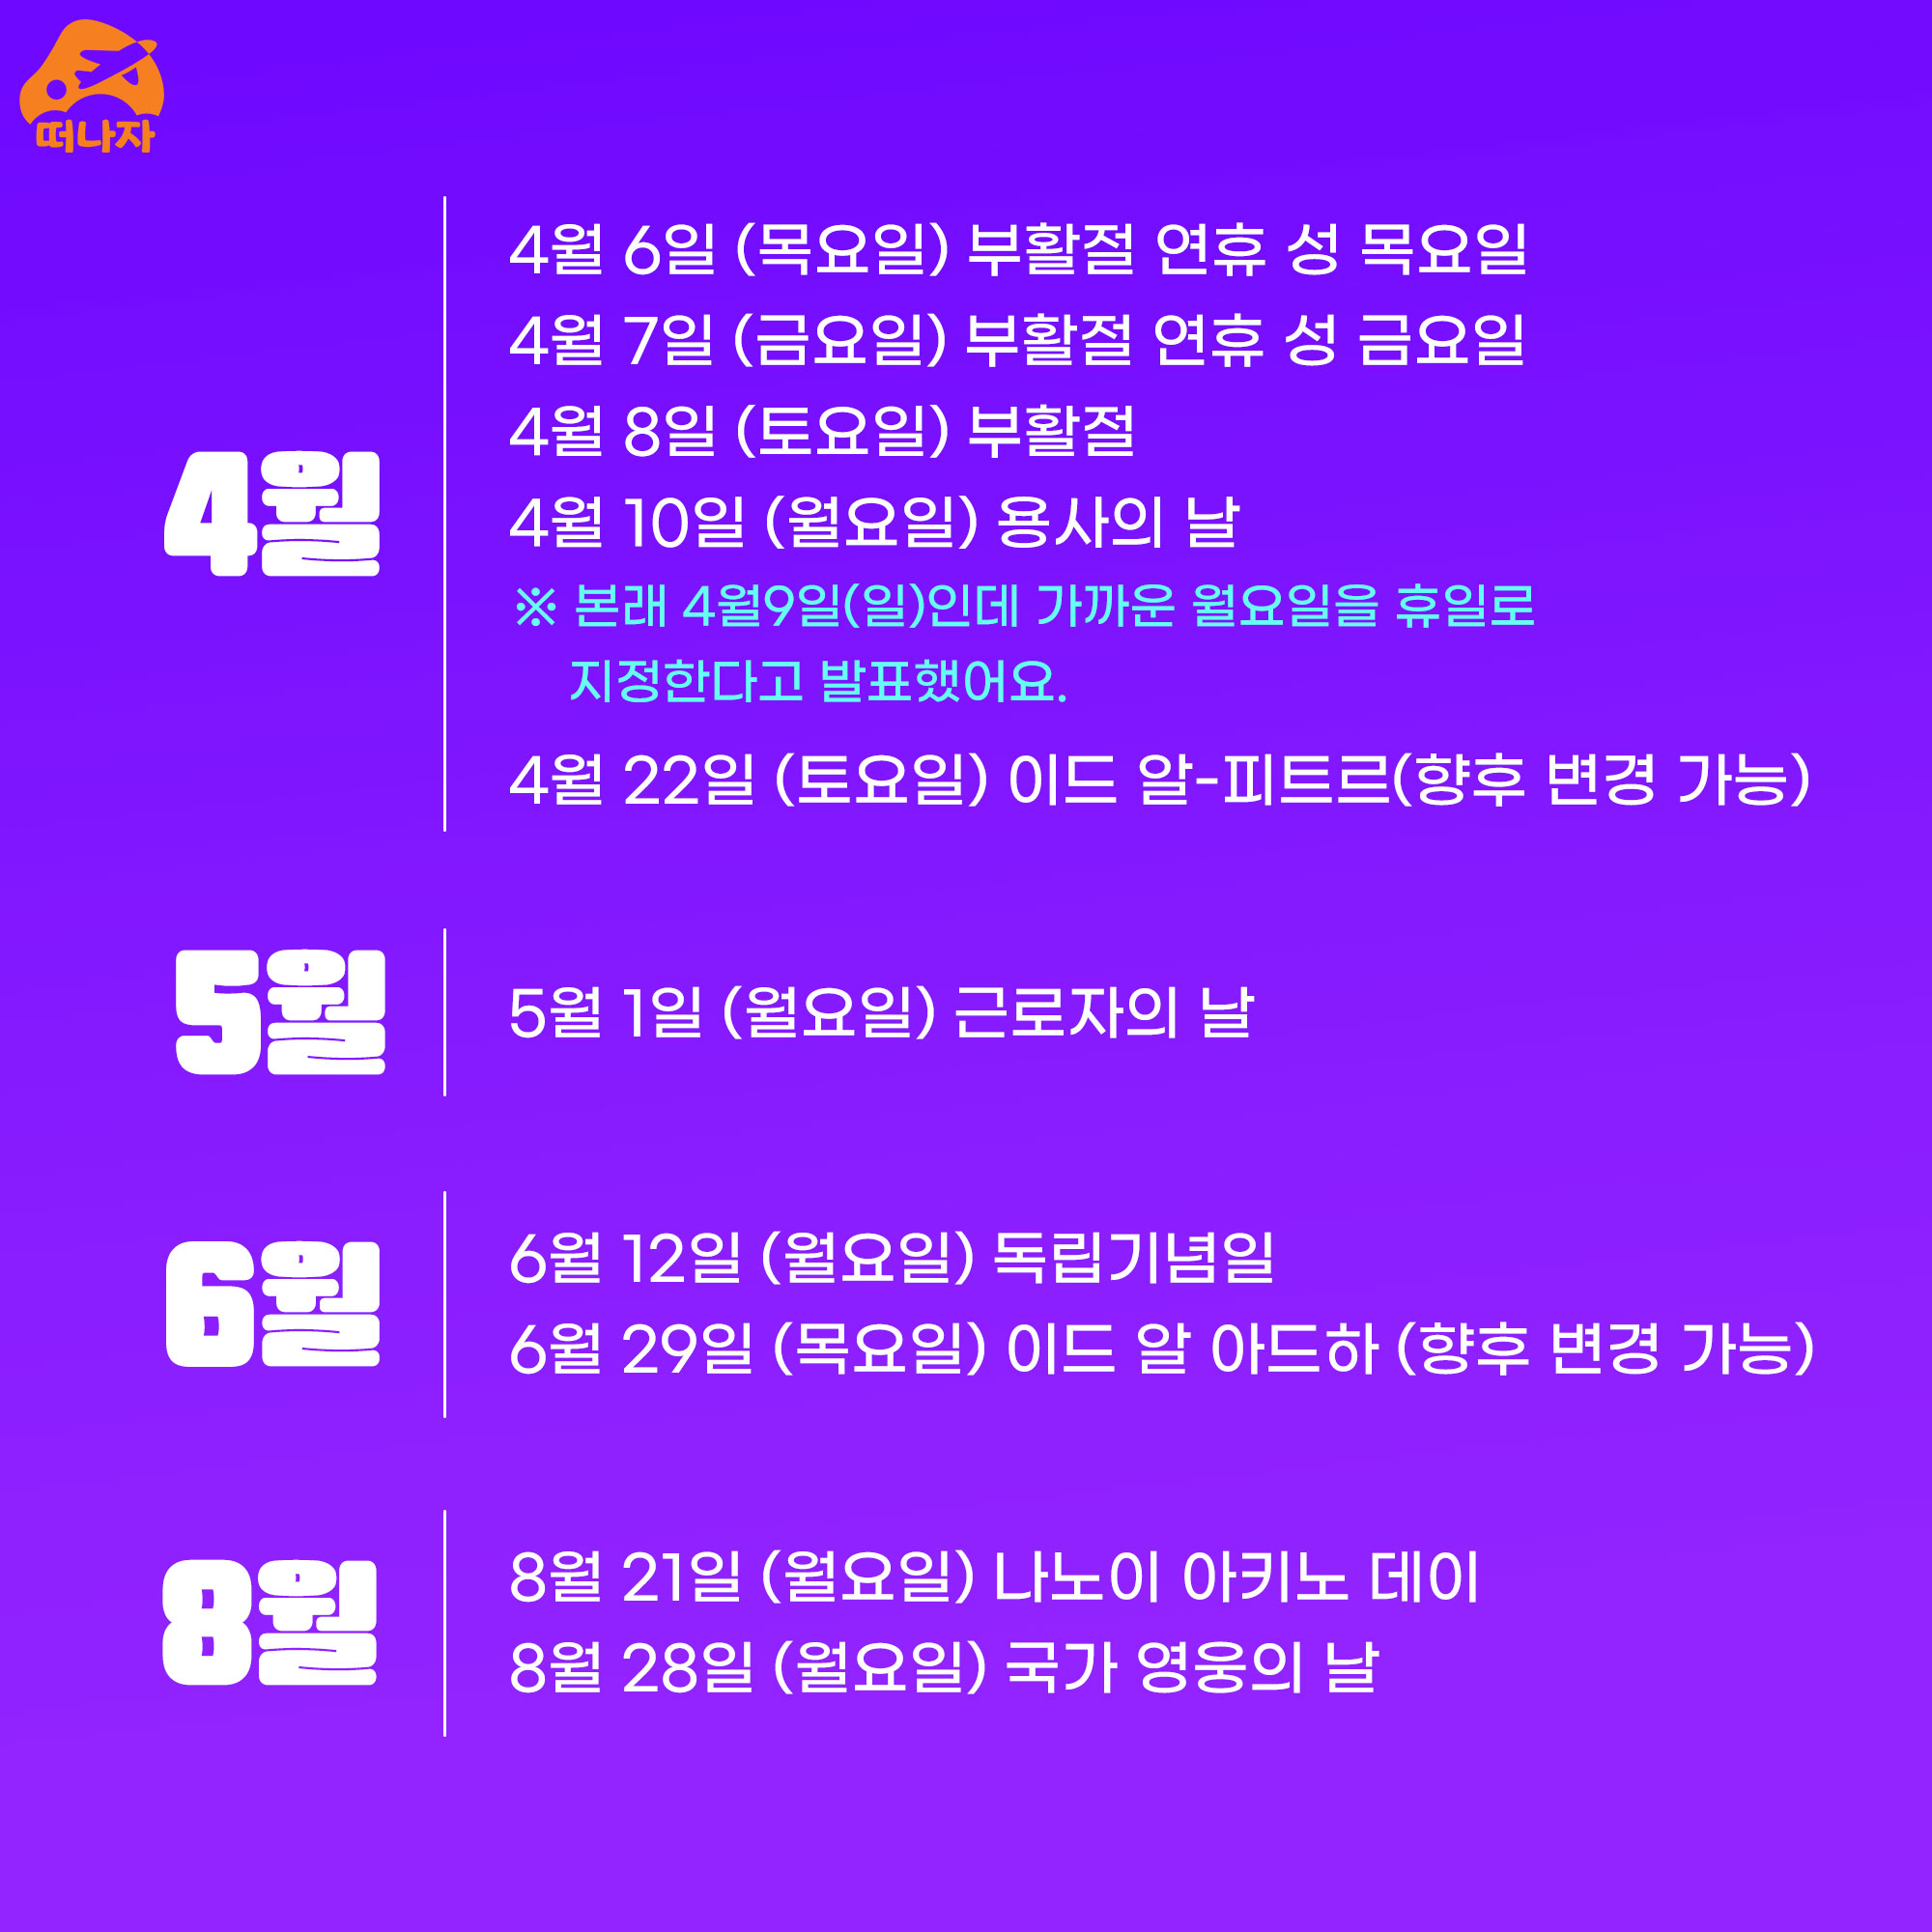 떠나자
4월
4월 6일 (목요일) 부활절 연휴 성 목요일
4월 7일 (금요일) 부활절 연휴 성 금요일
4월 8일 (토요일) 부활절
4월 10일 (월요일) 용사의 날
※ 본래 4월9일(일)인데 가까운 월요일을 휴일로
지정한다고 발표했어요.
4월 22일 (토요일) 이드 알-피트르(향후 변경 가능)
5월
5월 1일 (월요일) 근로자의 날
6월
6월 12일 (월요일) 독립기념일
6월 29일 (목요일) 이드 알 아드하 (향후 변경 가능)
8월
8월 21일 (월요일) 나노이 아키노 데이
8월 28일 (월요일) 국가 영웅의 날